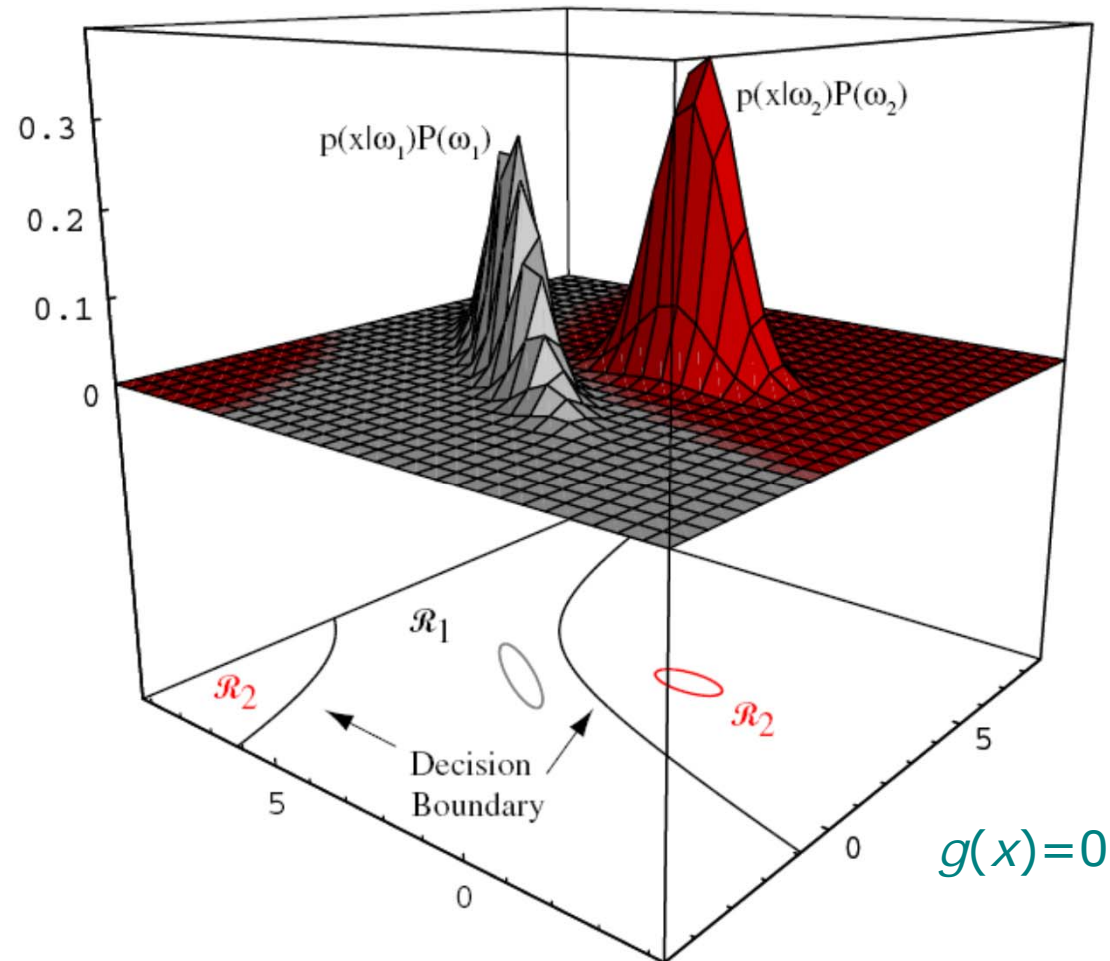 0.3
0.2
0.1
0
p(x|ω₁)P(ω₁)
p(x|ω₂)P(ω₂)
ℛ₁
ℛ₂
ℛ₂
Decision
Boundary
5
0
5
0
g(x)=0